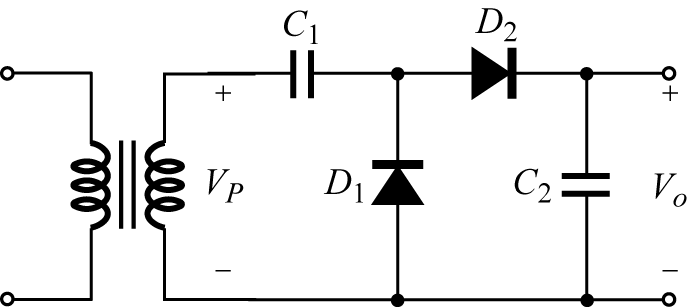 C1
D2
+
+
VP
D1
C2
Vo
−
−